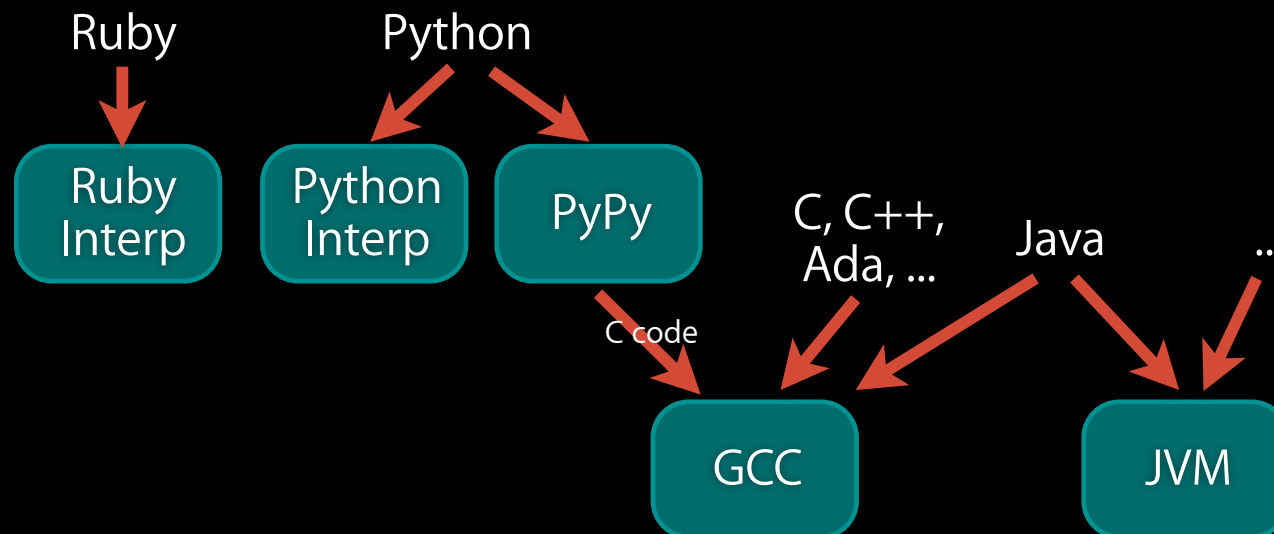 Ruby
Python
Ruby
Interp
Python
Interp
PyPy
C, C++,
Ada, ...
Java
..
C code
GCC
JVM